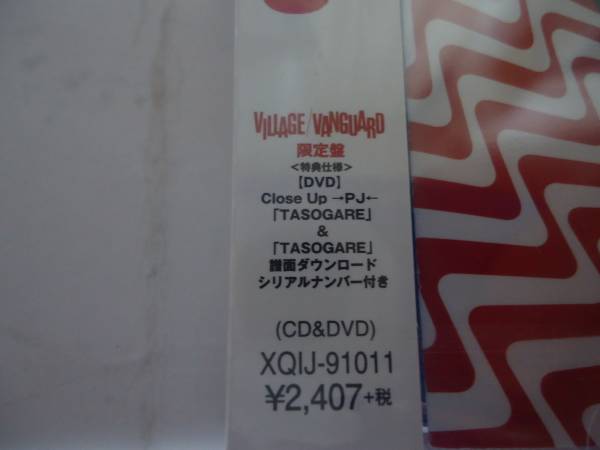 VILLAGE/VANGUARD
限定盤
<特典仕様>
【DVD】
Close Up →PJ←
「TASOGARE」
&
「TASOGARE」
譜面ダウンロード
シリアルナンバー付き
(CD&DVD)
XQIJ-91011
¥2,407+税